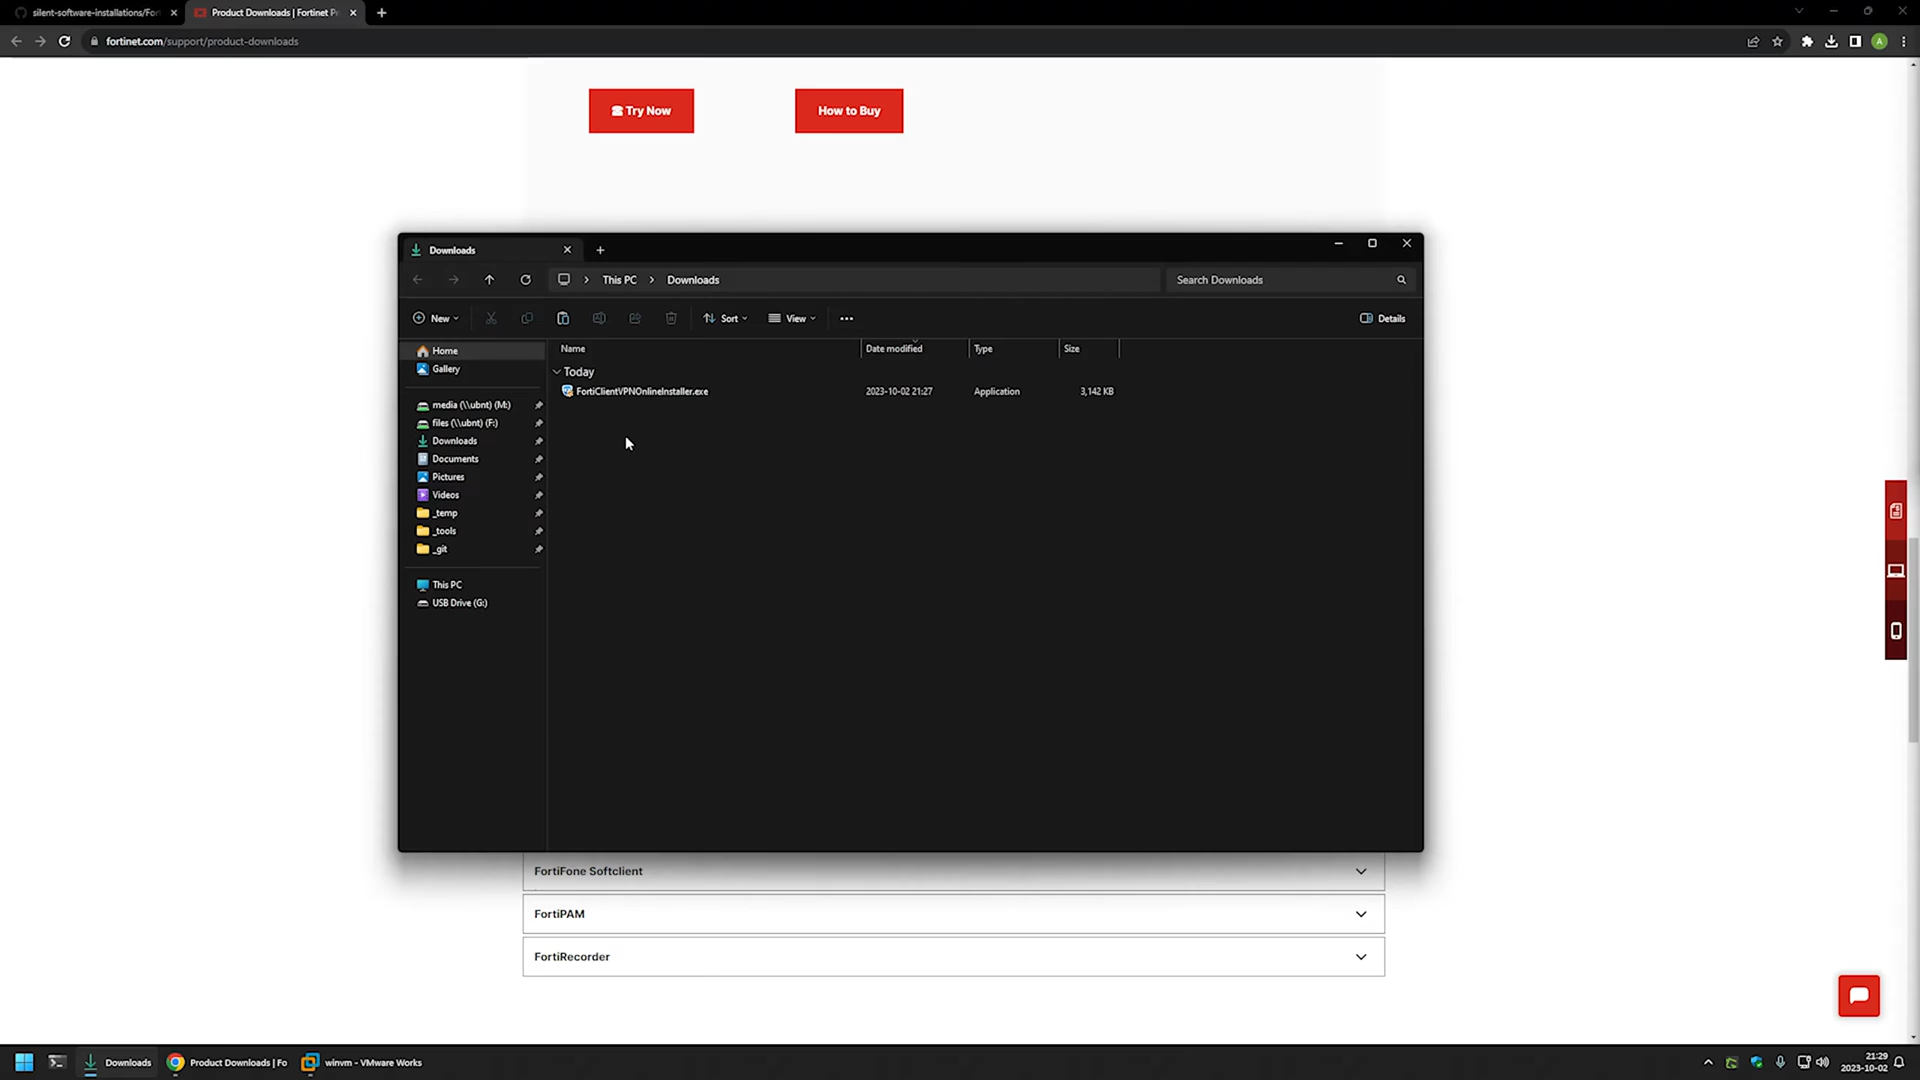 silent-software-installations/For
Product Downloads | Fortinet P
fortinet.com/support/product-downloads
Try Now
How to Buy
Downloads
This PC
Downloads
Search Downloads
New
Sort
View
Details
Home
Gallery
media (\\ubnt) (M:)
files (\\ubnt) (F:)
Downloads
Documents
Pictures
Videos
_temp
_tools
_git
This PC
USB Drive (G:)
Name
Date modified
Type
Size
Today
FortiClientVPNOnlineInstaller.exe
2023-10-02 21:27
Application
3,142 KB
FortiFone Softclient
FortiPAM
FortiRecorder
Downloads
Product Downloads | Fo
winvm - VMware Works
21:29
2023-10-02
A